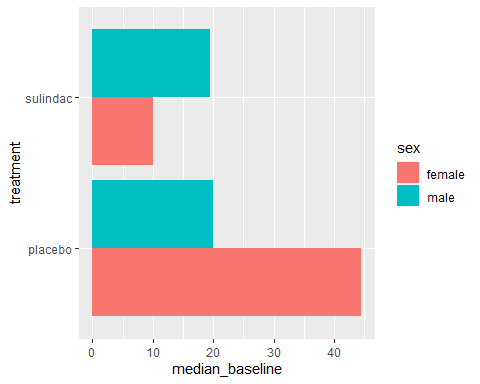 sulindac
placebo
treatment
0 10 20 30 40
median_baseline
sex
female
male